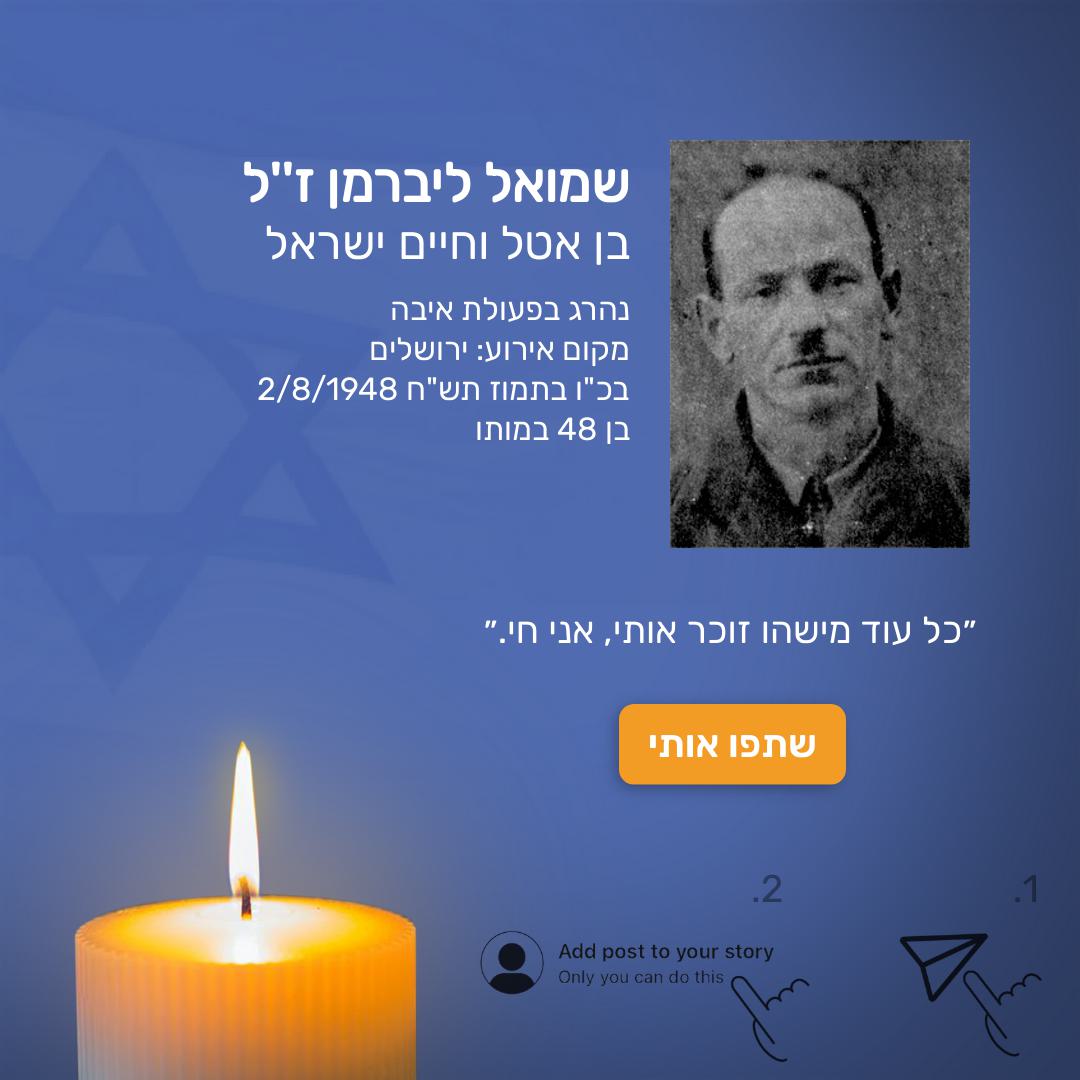 שמואל ליברמן ז''ל
בן אטל וחיים ישראל
נהרג בפעולת איבה
מקום אירוע: ירושלים
בכ"ו בתמוז תש"ח 2/8/1948
בן 48 במותו
״כל עוד מישהו זוכר אותי, אני חי.״
שתפו אותי
.1
.2
Add post to your story
Only you can do this